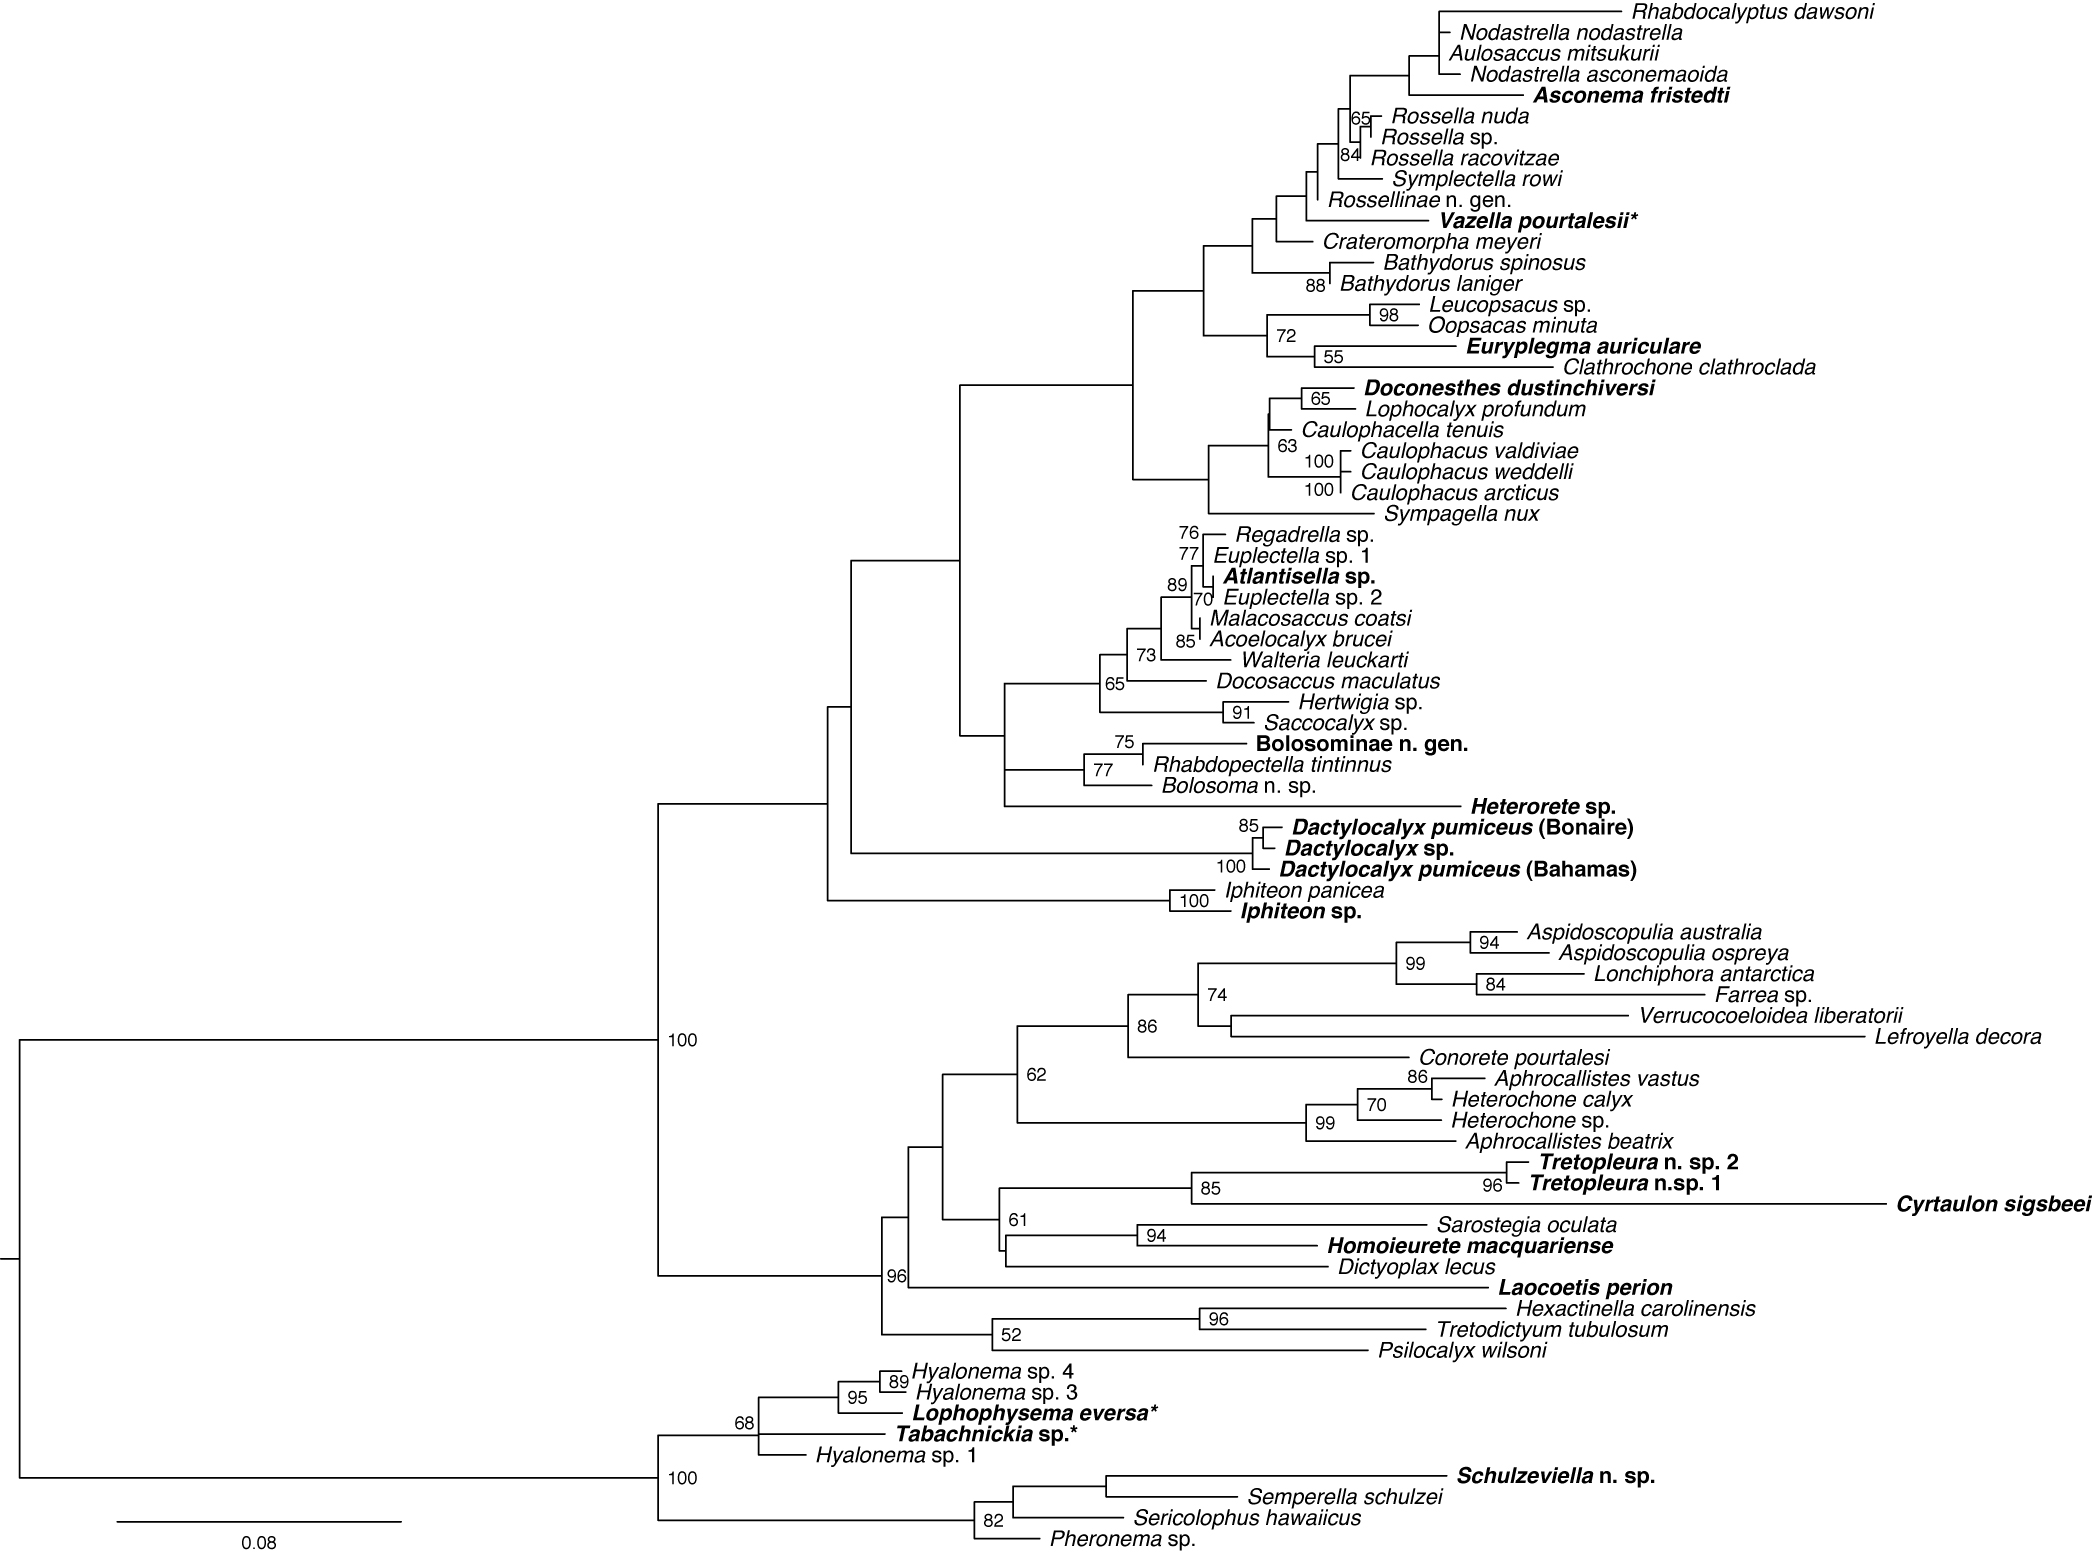 Rhabdocalyptus dawsoni
Nodastrella nodastrella
Aulosaccus mitsukurii
Nodastrella asconemaoida
Asconema fristedti
65 Rossella nuda
Rossella sp.
84 Rossella racovitzae
Symplectella rowi
Rossellinae n. gen.
Vazella pourtalesii*
Crateromorpha meyeri
Bathydorus spinosus
88 Bathydorus laniger
Leucopsacus sp.
98
Oopsacas minuta
72
Euryplegma auriculare
55
Clathrochone clathroclada
Doconesthes dustinchiversi
65
Lophocalyx profundum
Caulophacella tenuis
63
Caulophacus valdiviae
100
Caulophacus weddelli
100 Caulophacus arcticus
Sympagella nux
76 Regadrella sp.
77 Euplectella sp. 1
Atlantisella sp.
89
70 Euplectella sp. 2
Malacosaccus coatsi
85 Acoelocalyx brucei
73 Walteria leuckarti
65 Docosaccus maculatus
Hertwigia sp.
91
Saccocalyx sp.
75 Bolosominae n. gen.
Rhabdopectella tintinnus
77
Bolosoma n. sp.
Heterorete sp.
85 Dactylocalyx pumiceus (Bonaire)
Dactylocalyx sp.
100 Dactylocalyx pumiceus (Bahamas)
Iphiteon panicea
100
Iphiteon sp.
Aspidoscopulia australia
94
Aspidoscopulia ospreya
99
Lonchiphora antarctica
84
Farrea sp.
74
Verrucocoeloidea liberatorii
86
Lefroyella decora
100
Conorete pourtalesi
62
86 Aphrocallistes vastus
Heterochone calyx
70
Heterochone sp.
99
Aphrocallistes beatrix
Tretopleura n. sp. 2
96 Tretopleura n.sp. 1
85
Cyrtaulon sigsbeei
61
Sarostegia oculata
94
Homoieurete macquariense
Dictyoplax lecus
96
Laocoetis perion
Hexactinella carolinensis
96
Tretodictyum tubulosum
52
Psilocalyx wilsoni
Hyalonema sp. 4
89
Hyalonema sp. 3
95
Lophophysema eversa*
68
Tabachnickia sp.*
Hyalonema sp. 1
100
Schulzeviella n. sp.
Semperella schulzei
Sericolophus hawaiicus
82
Pheronema sp.
0.08